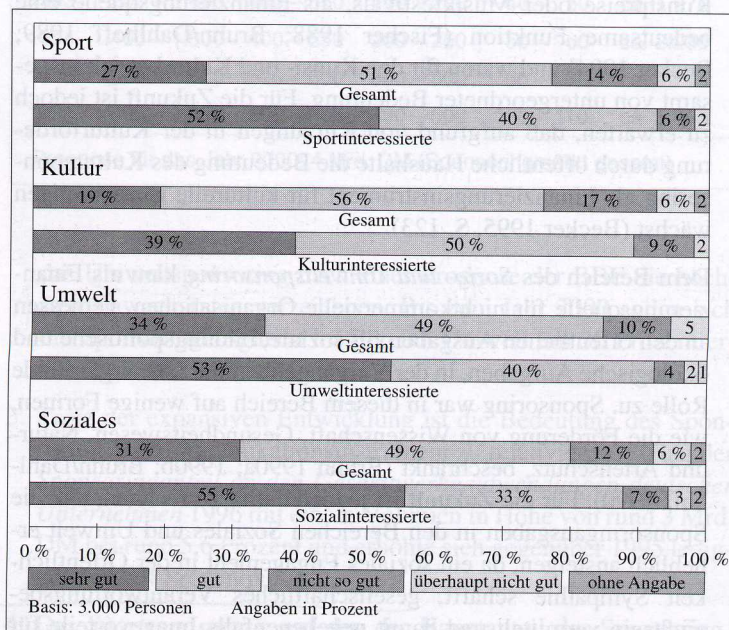 Sport
27 % 51 % 14 % 6 % 2
Gesamt
52 % 40 % 6 % 2
Sportinteressierte
Kultur
19 % 56 % 17 % 6 % 2
Gesamt
39 % 50 % 9 % 2
Kulturinteressierte
Umwelt
34 % 49 % 10 % 5
Gesamt
53 % 40 % 4 2 1
Umweltinteressierte
Soziales
31 % 49 % 12 % 6 % 2
Gesamt
55 % 33 % 7 % 3 2
Sozialinteressierte
0 % 10 % 20 % 30 % 40 % 50 % 60 % 70 % 80 % 90 % 100 %
sehr gut gut nicht so gut überhaupt nicht gut ohne Angabe
Basis: 3.000 Personen Angaben in Prozent